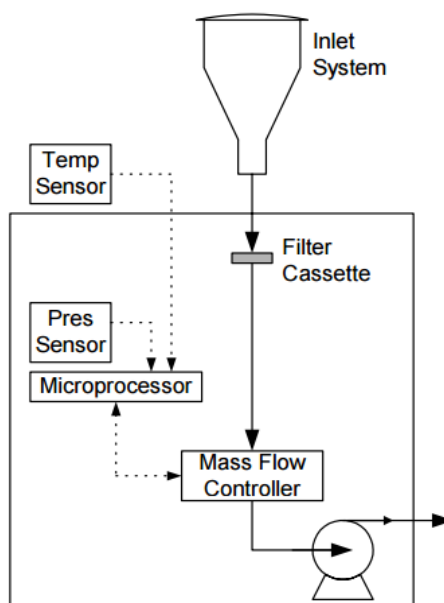 Inlet
System
Temp
Sensor
Filter
Cassette
Pres
Sensor
Microprocessor
Mass Flow
Controller